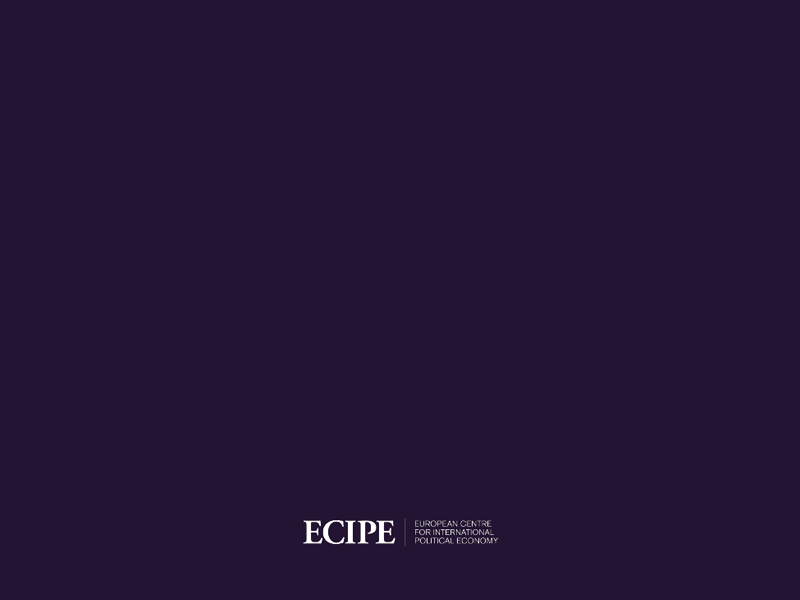 ECIPE
EUROPEAN CENTRE
FOR INTERNATIONAL
POLITICAL ECONOMY